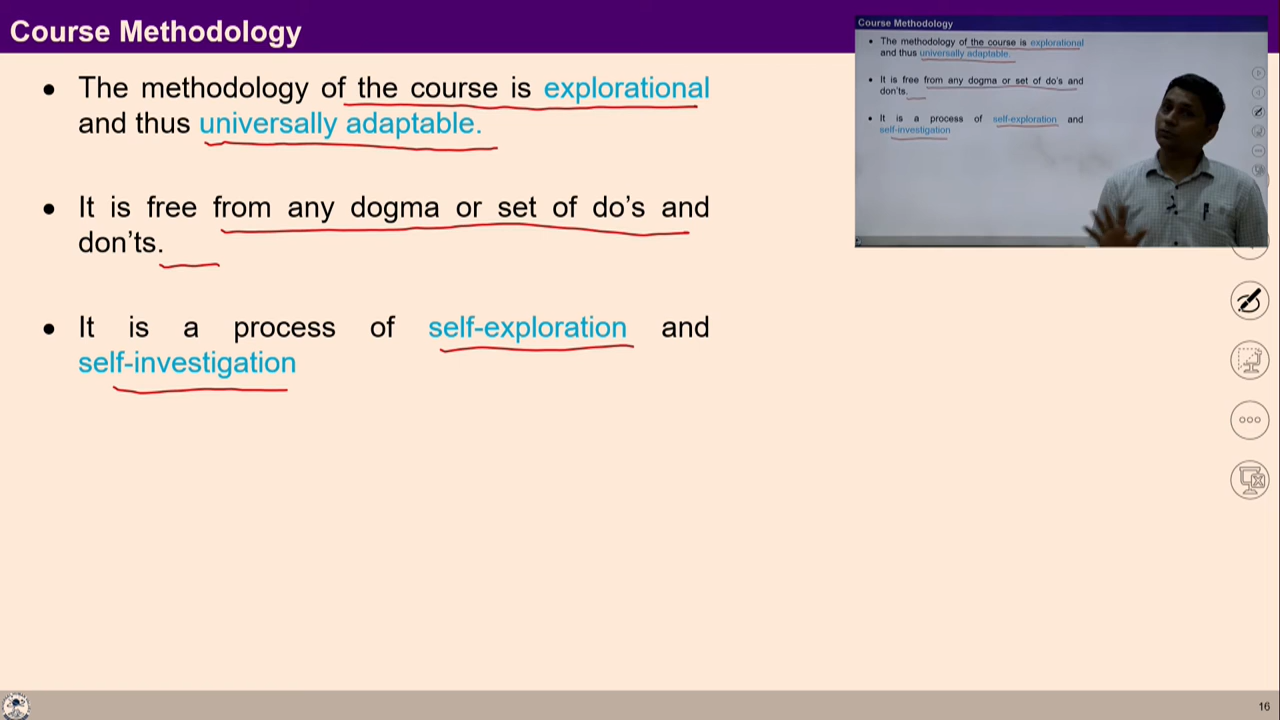 Course Methodology
● The methodology of the course is explorational
and thus universally adaptable.
● It is free from any dogma or set of do's and
don'ts.
● It is a process of self-exploration and
self-investigation
Course Methodology
• The methodology of the course is explorational
and thus universally adaptable.
• It is free from any dogma or set of do's and
don'ts.
• It is a process of self-exploration and
self-investigation
16